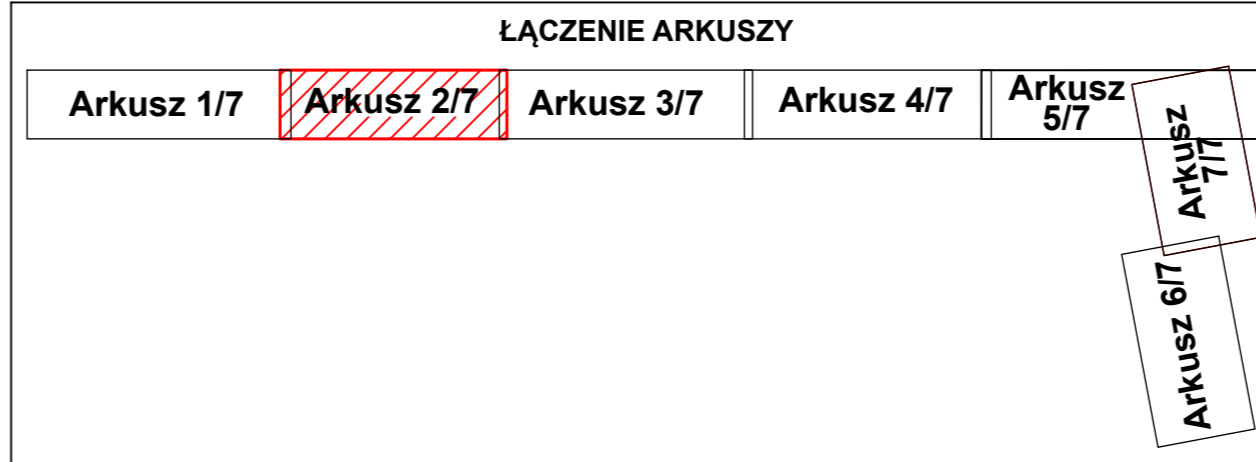 ŁĄCZENIE ARKUSZY
Arkusz 1/7
Arkusz 2/7
Arkusz 3/7
Arkusz 4/7
Arkusz
5/7
Arkusz
7/7
Arkusz 6/7